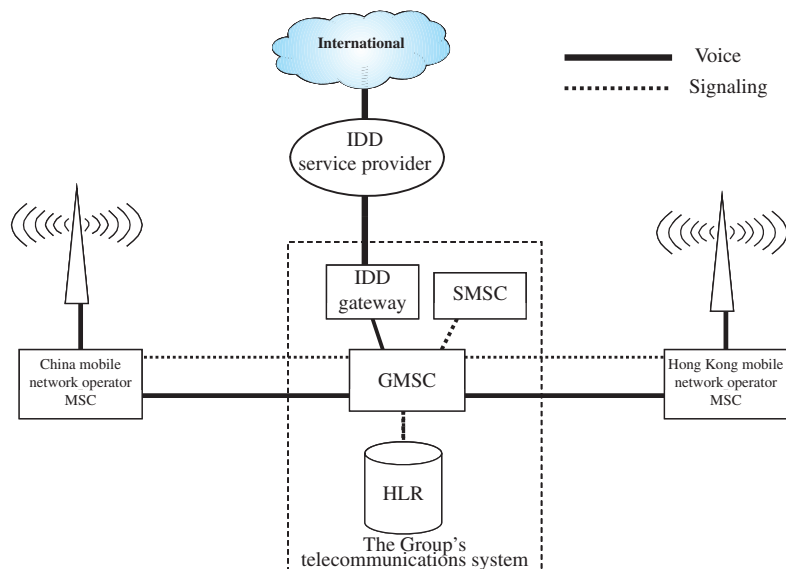 International
Voice
Signaling
IDD
service provider
IDD
gateway
SMSC
China mobile
network operator
MSC
GMSC
Hong Kong mobile
network operator
MSC
HLR
The Group's
telecommunications system